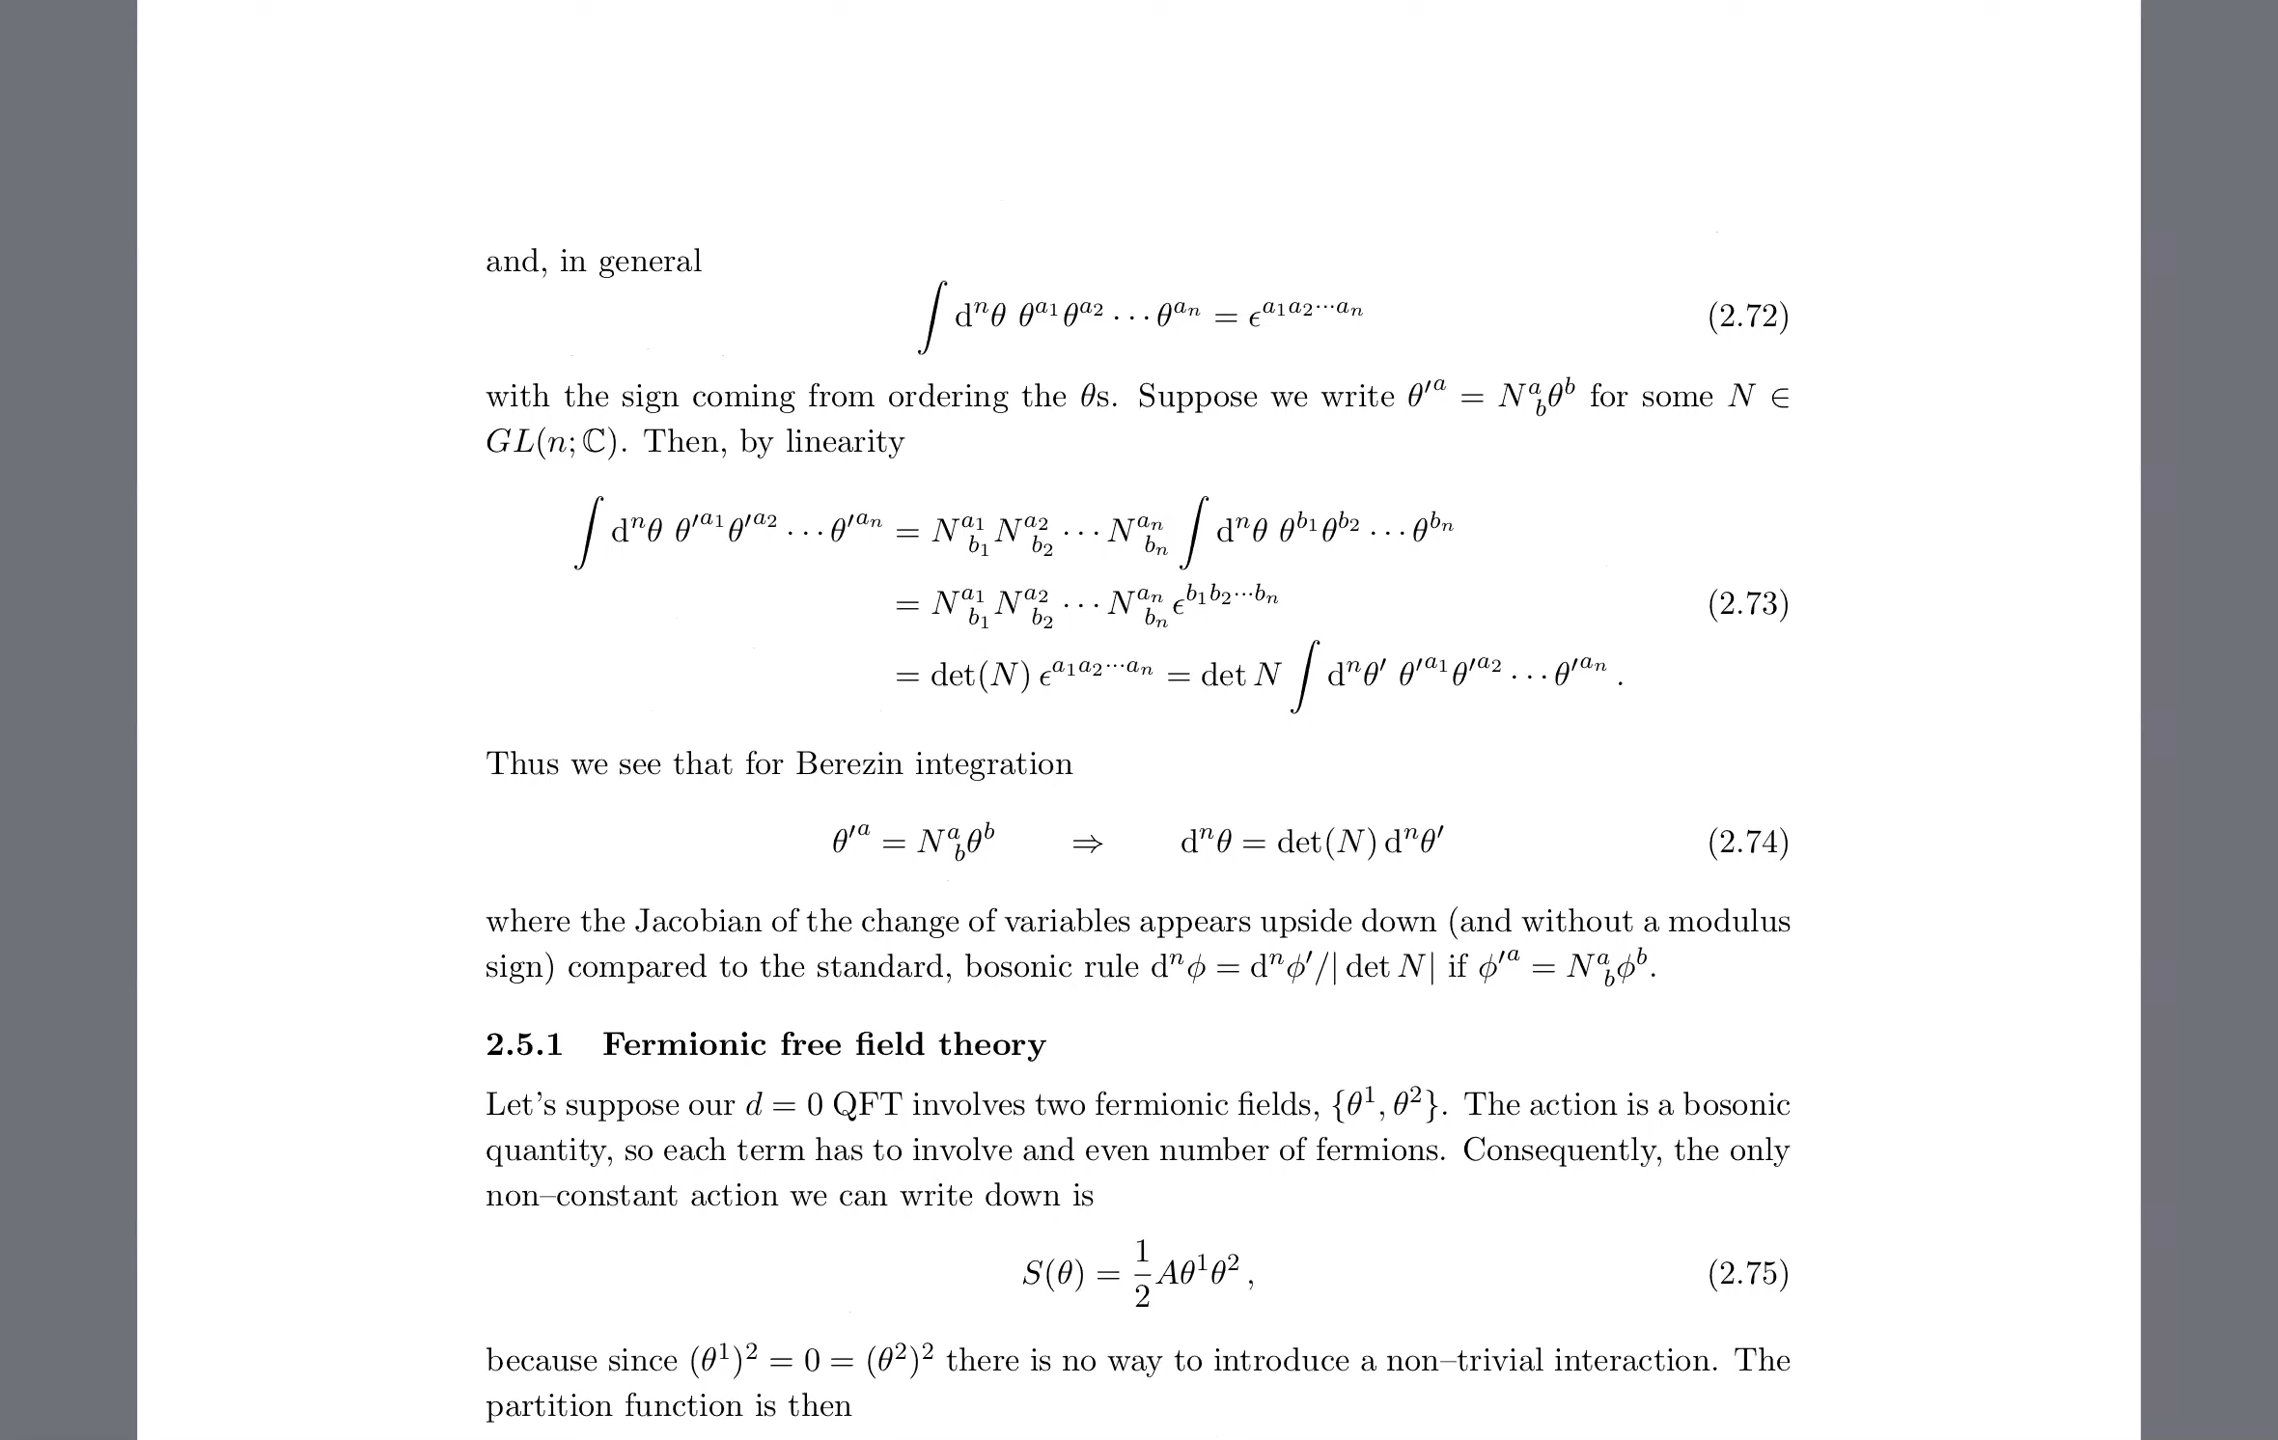 and, in general
∫ dⁿθ θ^{a₁}θ^{a₂} ··· θ^{aₙ} = ϵ^{a₁a₂···aₙ} (2.72)
with the sign coming from ordering the θs. Suppose we write θ′^a = N^a_b θ^b for some N ∈
GL(n; ℂ). Then, by linearity
∫ dⁿθ θ′^{a₁}θ′^{a₂} ··· θ′^{aₙ} = N^{a₁}_{b₁} N^{a₂}_{b₂} ··· N^{aₙ}_{bₙ} ∫ dⁿθ θ^{b₁}θ^{b₂} ··· θ^{bₙ}
= N^{a₁}_{b₁} N^{a₂}_{b₂} ··· N^{aₙ}_{bₙ} ϵ^{b₁b₂···bₙ} (2.73)
= det(N) ϵ^{a₁a₂···aₙ} = det N ∫ dⁿθ′ θ′^{a₁}θ′^{a₂} ··· θ′^{aₙ} .
Thus we see that for Berezin integration
θ′^a = N^a_b θ^b ⇒ dⁿθ = det(N) dⁿθ′ (2.74)
where the Jacobian of the change of variables appears upside down (and without a modulus
sign) compared to the standard, bosonic rule dⁿϕ = dⁿϕ′/| det N| if ϕ′^a = N^a_b ϕ^b.
2.5.1 Fermionic free field theory
Let's suppose our d = 0 QFT involves two fermionic fields, {θ¹, θ²}. The action is a bosonic
quantity, so each term has to involve and even number of fermions. Consequently, the only
non–constant action we can write down is
S(θ) = 1/2 Aθ¹θ² , (2.75)
because since (θ¹)² = 0 = (θ²)² there is no way to introduce a non–trivial interaction. The
partition function is then